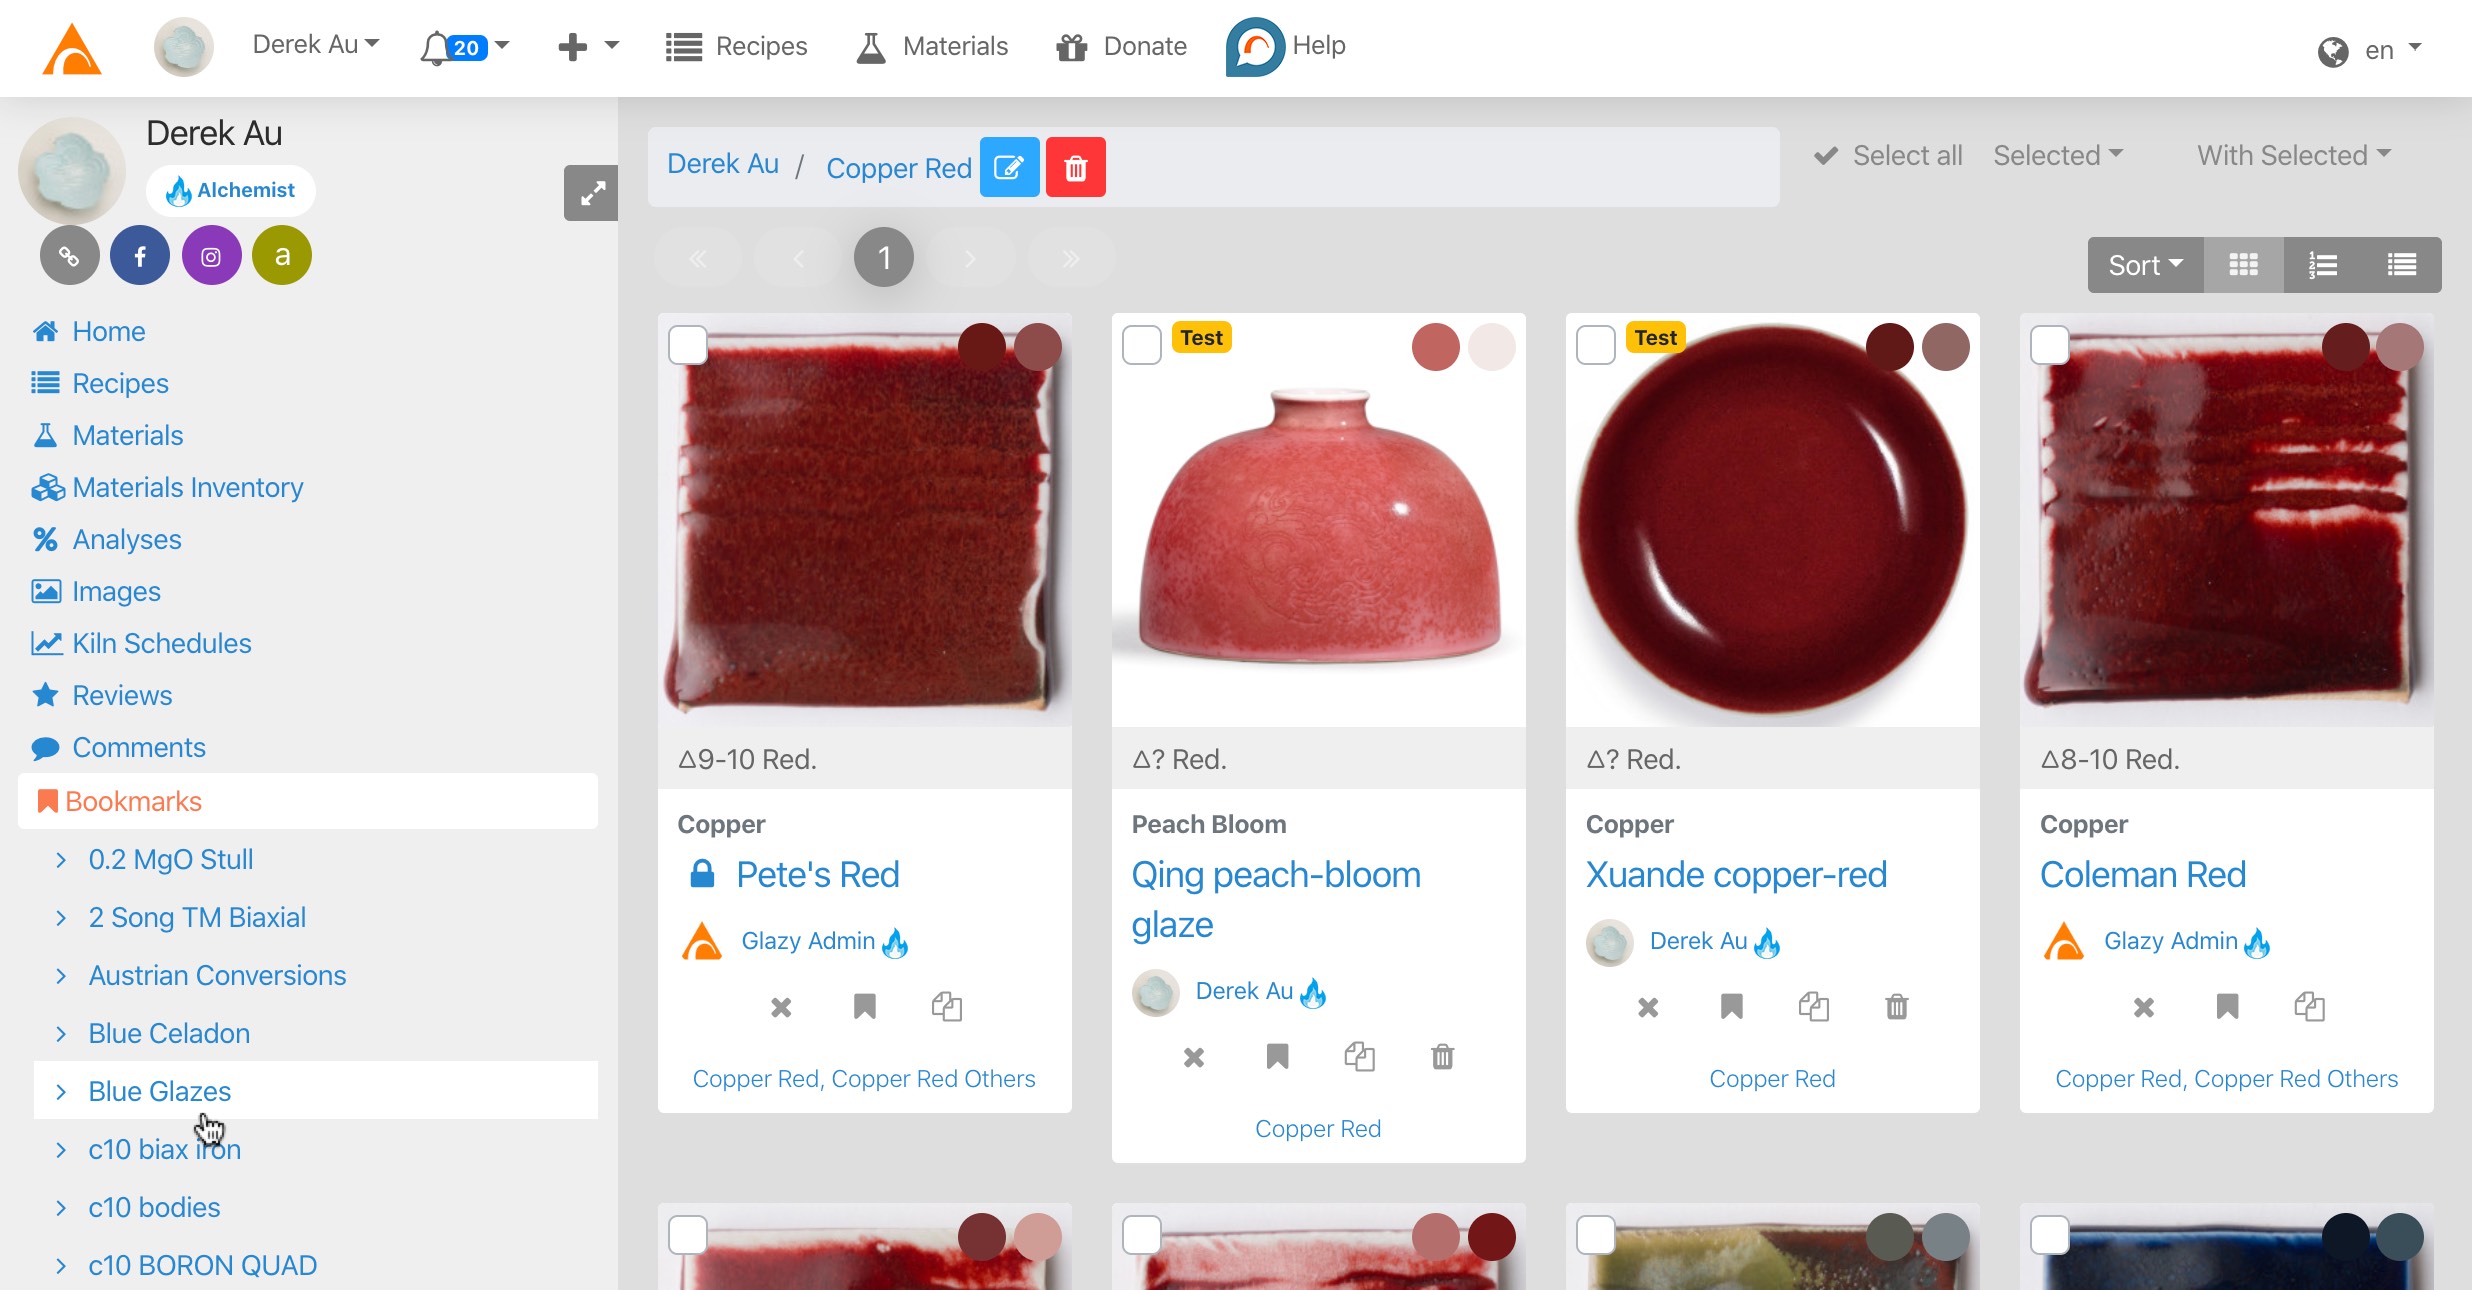 Derek Au
20
Recipes
Materials
Donate
Help
en
Derek Au
Alchemist
a
Home
Recipes
Materials
Materials Inventory
Analyses
Images
Kiln Schedules
Reviews
Comments
Bookmarks
0.2 MgO Stull
2 Song TM Biaxial
Austrian Conversions
Blue Celadon
Blue Glazes
c10 biax iron
c10 bodies
c10 BORON QUAD
Derek Au / Copper Red
Select all
Selected
With Selected
« ‹ 1 › »
Sort
△9-10 Red.
Copper
Pete's Red
Glazy Admin
Copper Red, Copper Red Others
Test
△? Red.
Peach Bloom
Qing peach-bloom
glaze
Derek Au
Copper Red
Test
△? Red.
Copper
Xuande copper-red
Derek Au
Copper Red
△8-10 Red.
Copper
Coleman Red
Glazy Admin
Copper Red, Copper Red Others